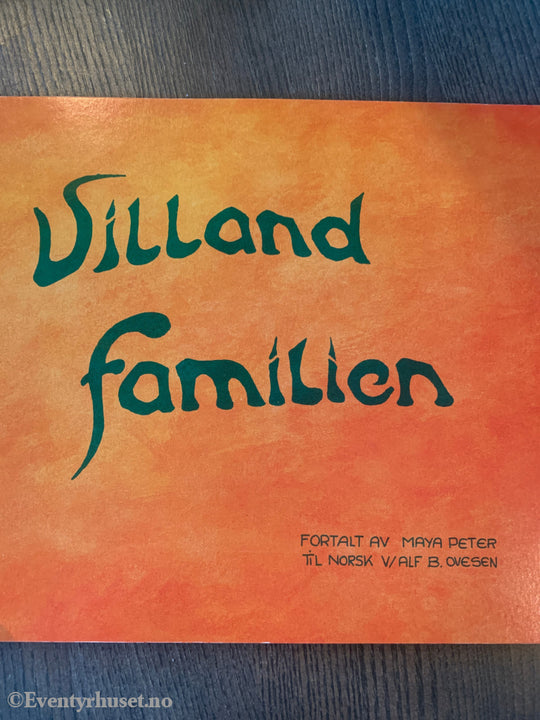 Villand
familien
FORTALT AV MAYA PETER
TIL NORSK V/ALF B. OVESEN
©Eventyrhuset.no